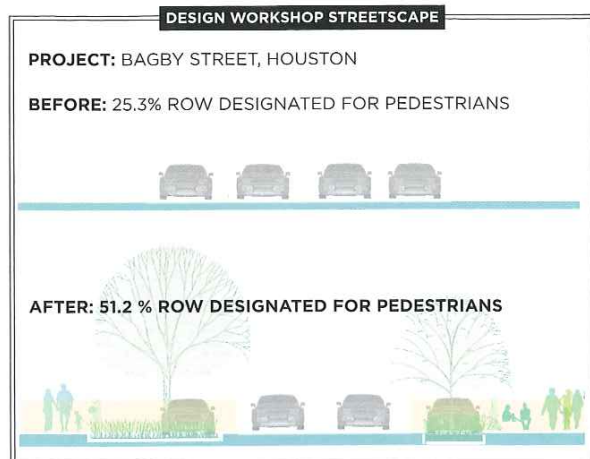 DESIGN WORKSHOP STREETSCAPE
PROJECT: BAGBY STREET, HOUSTON
BEFORE: 25.3% ROW DESIGNATED FOR PEDESTRIANS
AFTER: 51.2 % ROW DESIGNATED FOR PEDESTRIANS